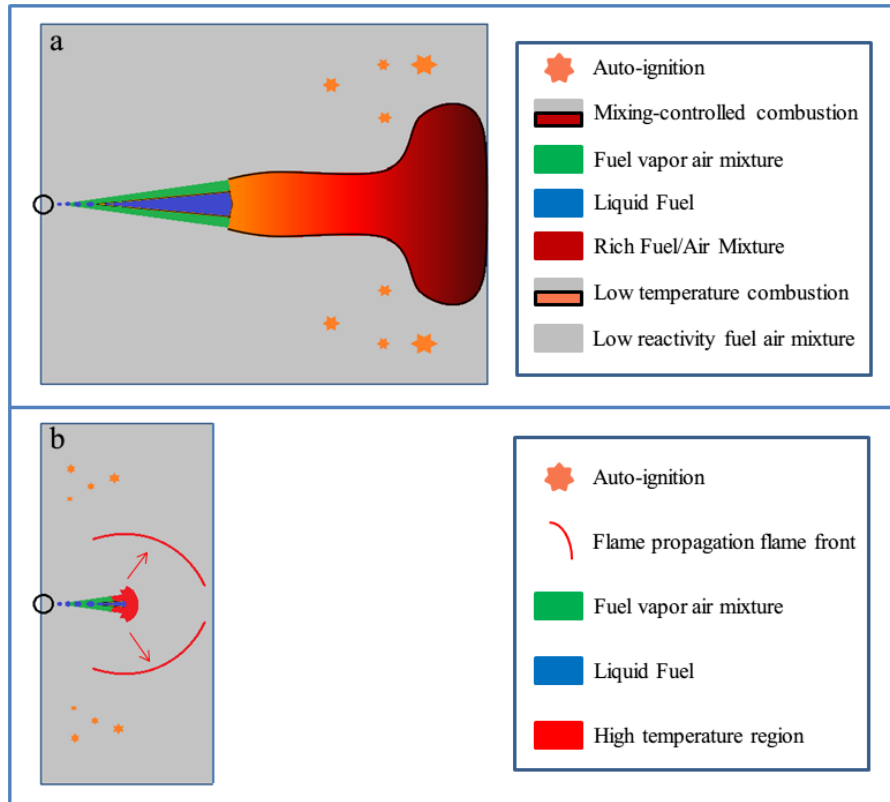 a
Auto-ignition
Mixing-controlled combustion
Fuel vapor air mixture
Liquid Fuel
Rich Fuel/Air Mixture
Low temperature combustion
Low reactivity fuel air mixture
b
Auto-ignition
Flame propagation flame front
Fuel vapor air mixture
Liquid Fuel
High temperature region